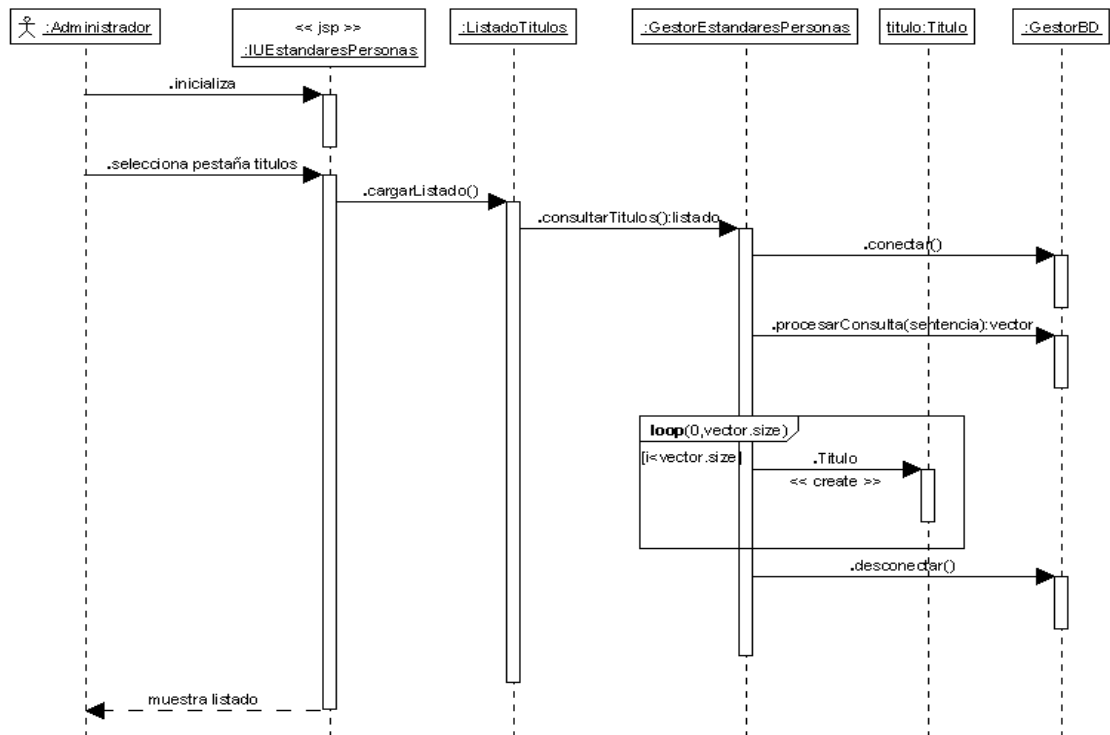 :Administrador
<< jsp >>
:IUEstandaresPersonas
:ListadoTitulos
:GestorEstandaresPersonas
titulo:Titulo
:GestorBD
.inicializa
.selecciona pestaña titulos
.cargarListado()
.consultarTitulos():listado
.conectar()
.procesarConsulta(sentencia):vector
loop(0,vector.size)
[i<vector.size]
.Titulo
<< create >>
.desconectar()
muestra listado